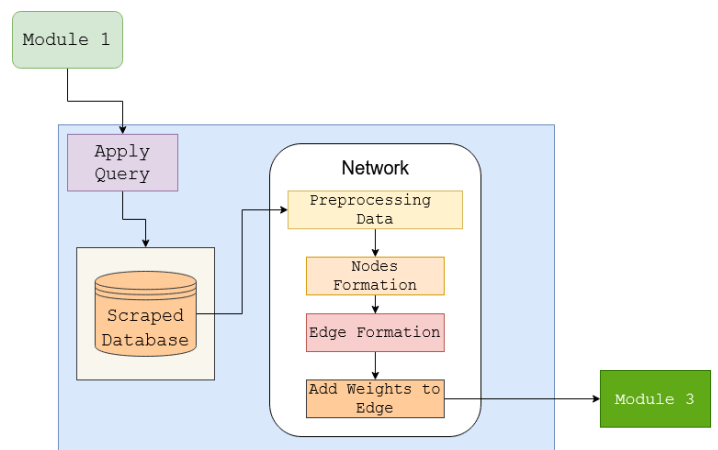 Module 1
Apply
Query
Scraped
Database
Network
Preprocessing
Data
Nodes
Formation
Edge Formation
Add Weights to
Edge
Module 3